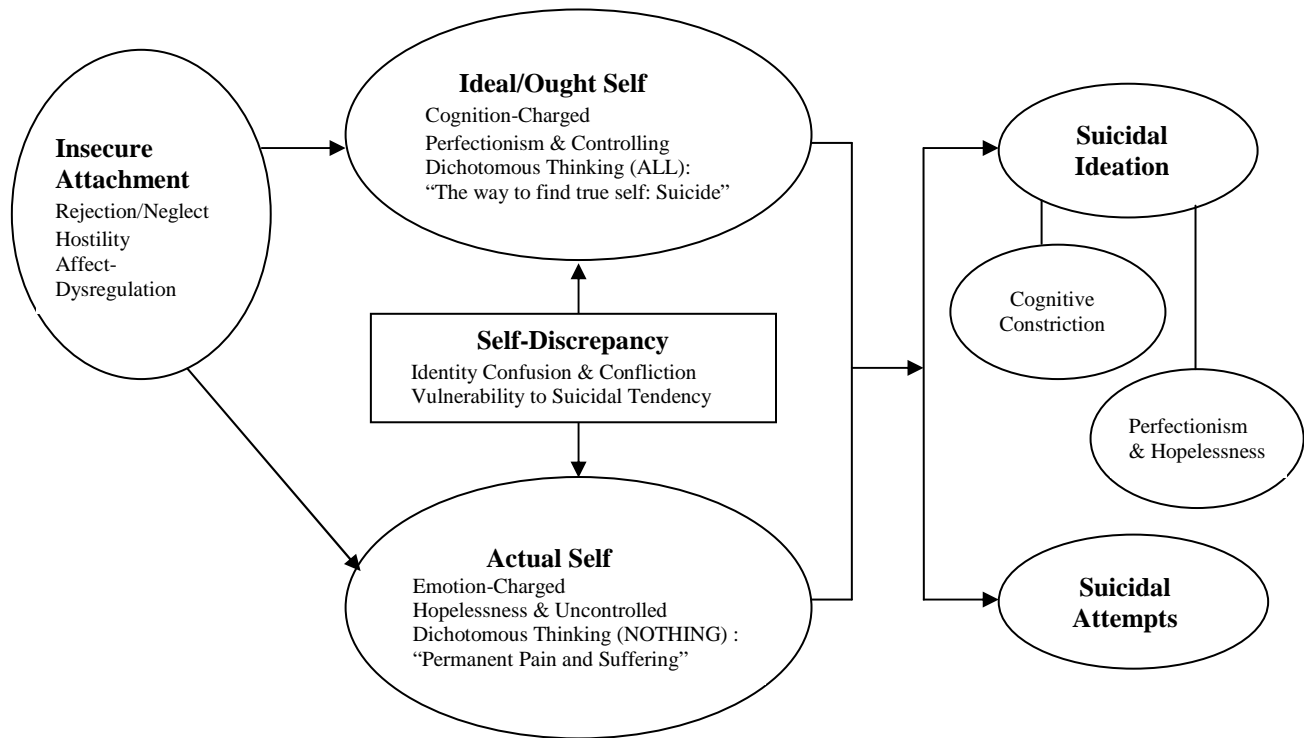 Insecure
Attachment
Rejection/Neglect
Hostility
Affect-
Dysregulation
Ideal/Ought Self
Cognition-Charged
Perfectionism & Controlling
Dichotomous Thinking (ALL):
“The way to find true self: Suicide”
Self-Discrepancy
Identity Confusion & Confliction
Vulnerability to Suicidal Tendency
Actual Self
Emotion-Charged
Hopelessness & Uncontrolled
Dichotomous Thinking (NOTHING) :
“Permanent Pain and Suffering”
Suicidal
Ideation
Cognitive
Constriction
Perfectionism
& Hopelessness
Suicidal
Attempts